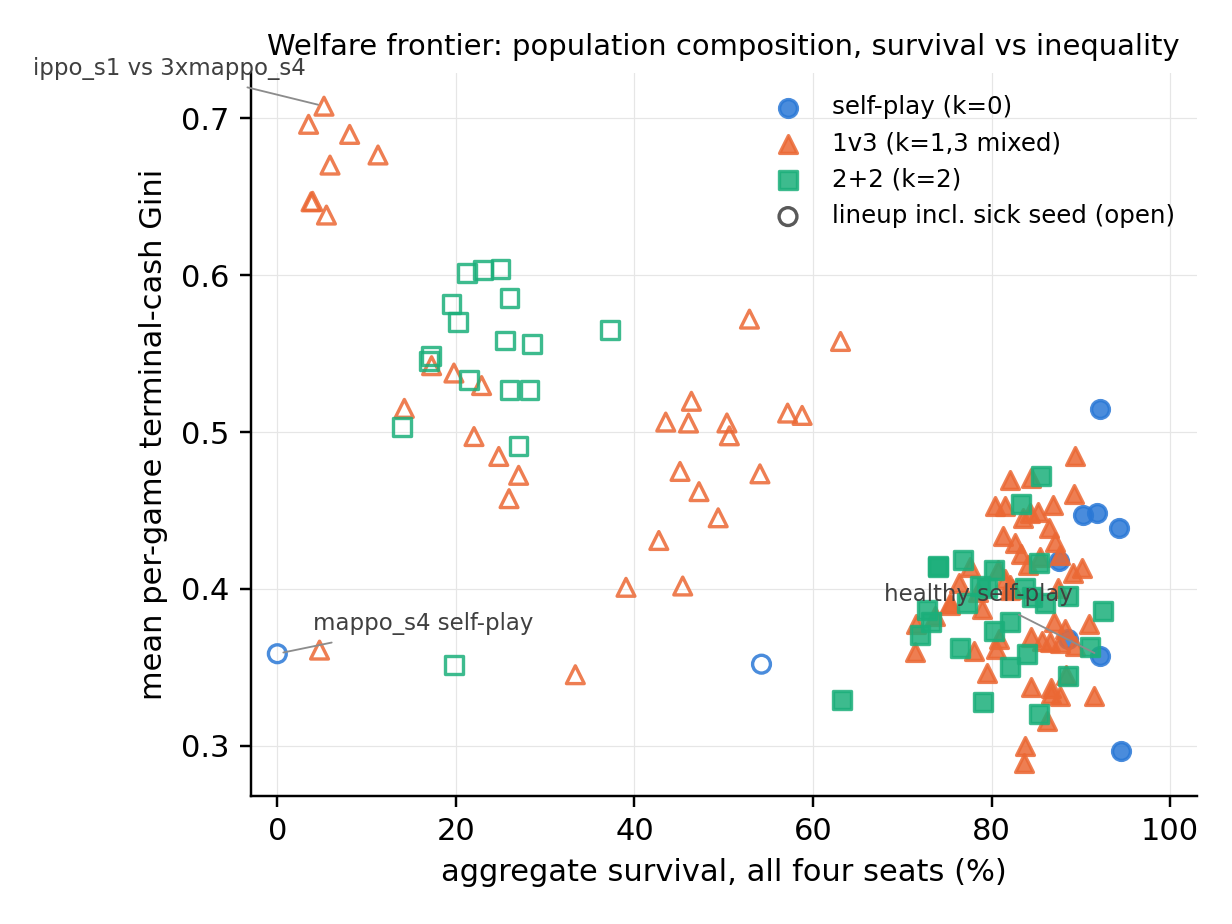 Welfare frontier: population composition, survival vs inequality
ippo_s1 vs 3xmappo_s4
self-play (k=0)
1v3 (k=1,3 mixed)
2+2 (k=2)
lineup incl. sick seed (open)
mean per-game terminal-cash Gini
0.7
0.6
0.5
0.4
0.3
healthy self-play
mappo_s4 self-play
0 20 40 60 80 100
aggregate survival, all four seats (%)